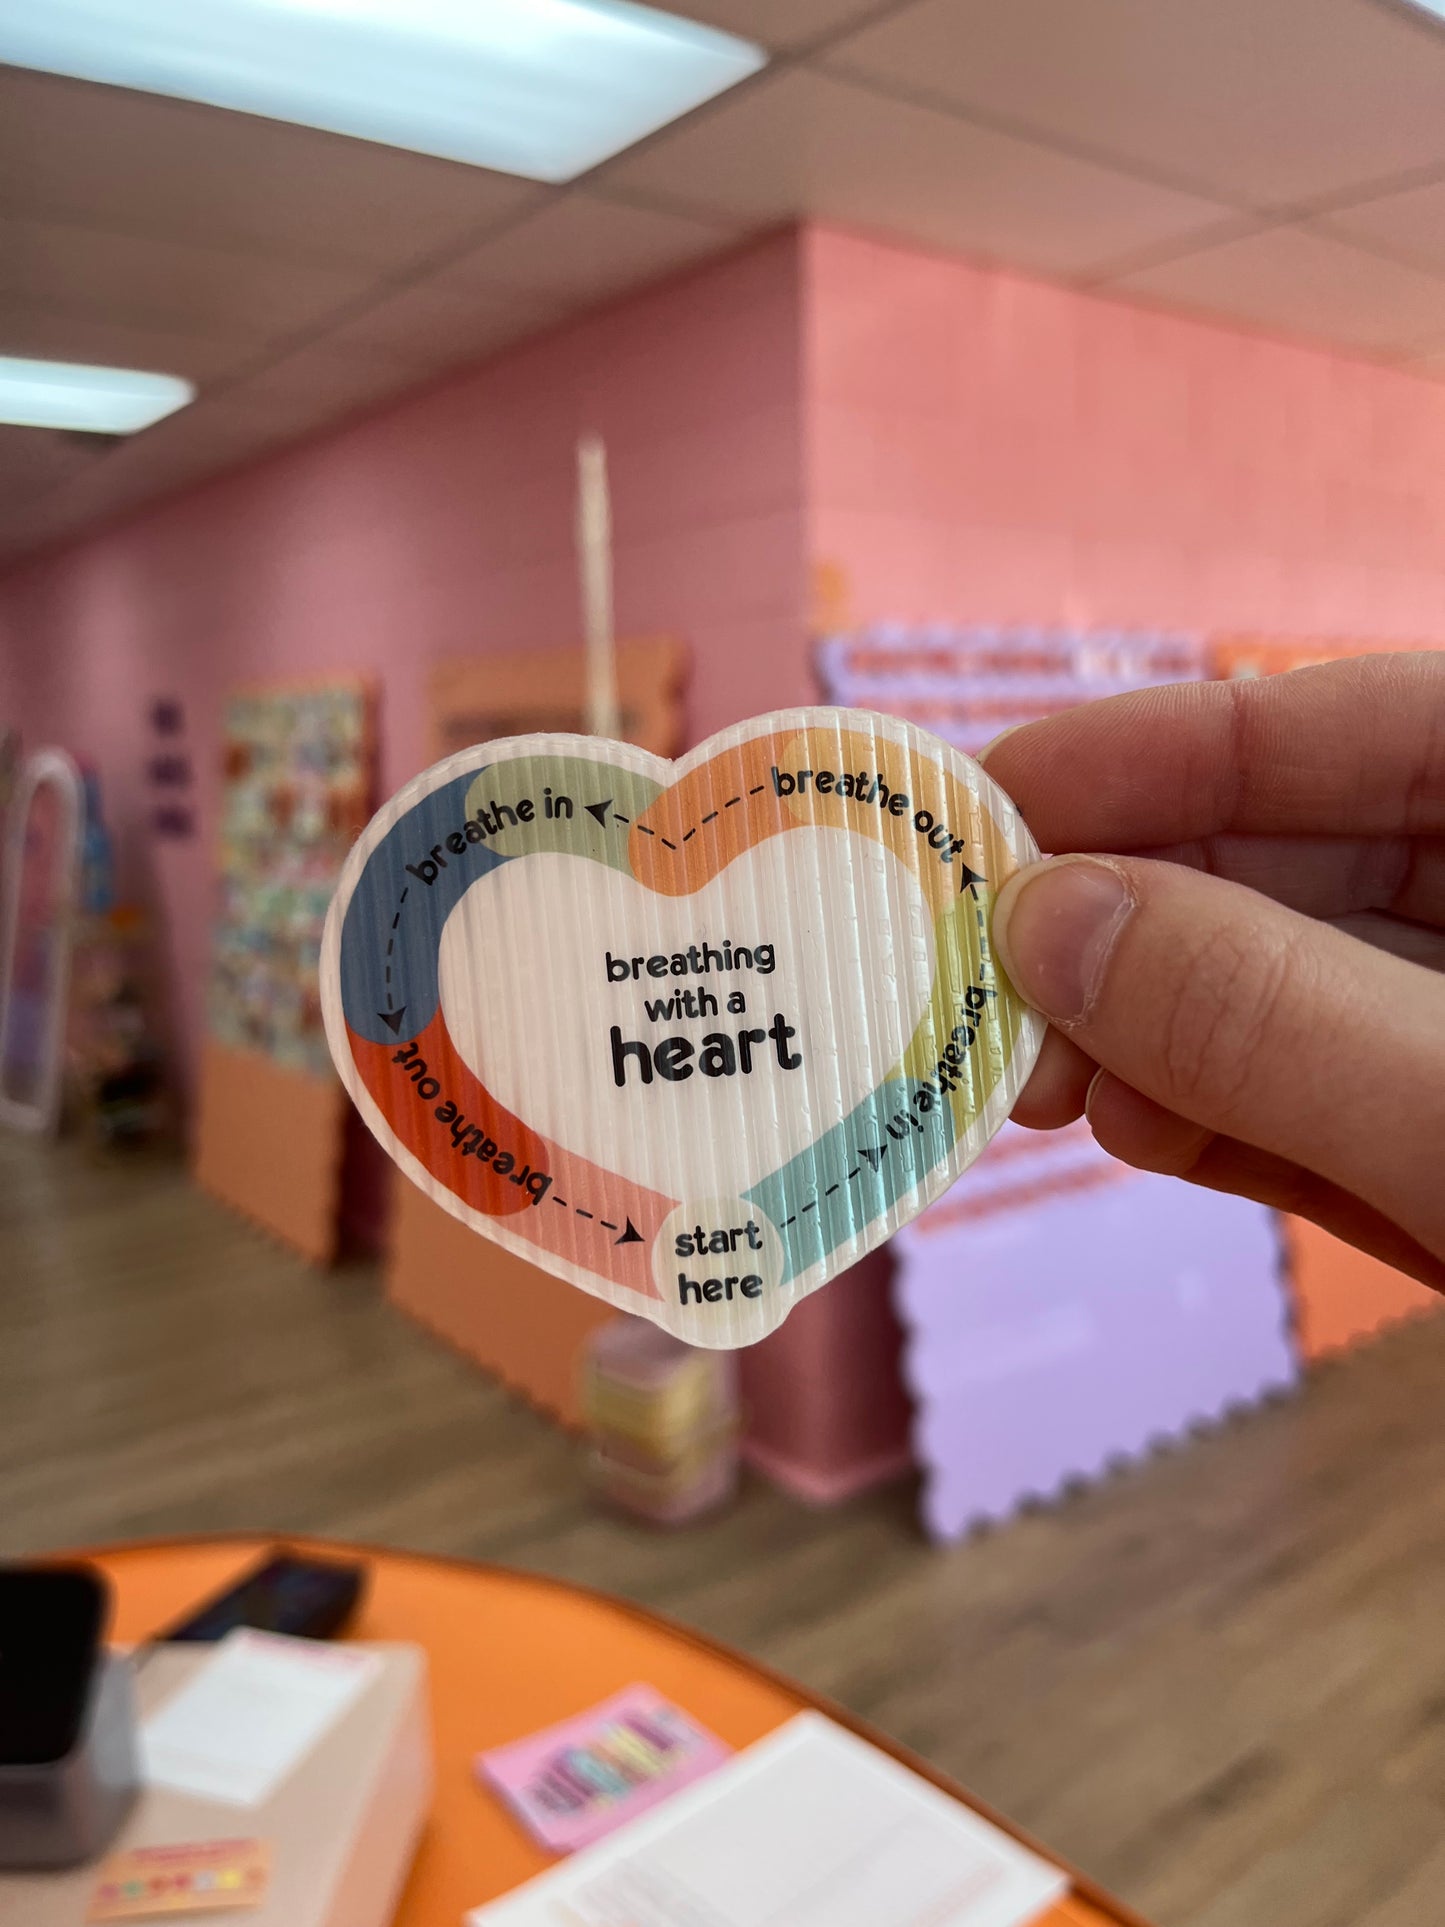 breathing
with a
heart
start
here
breathe in
breathe out
breathe in
breathe out